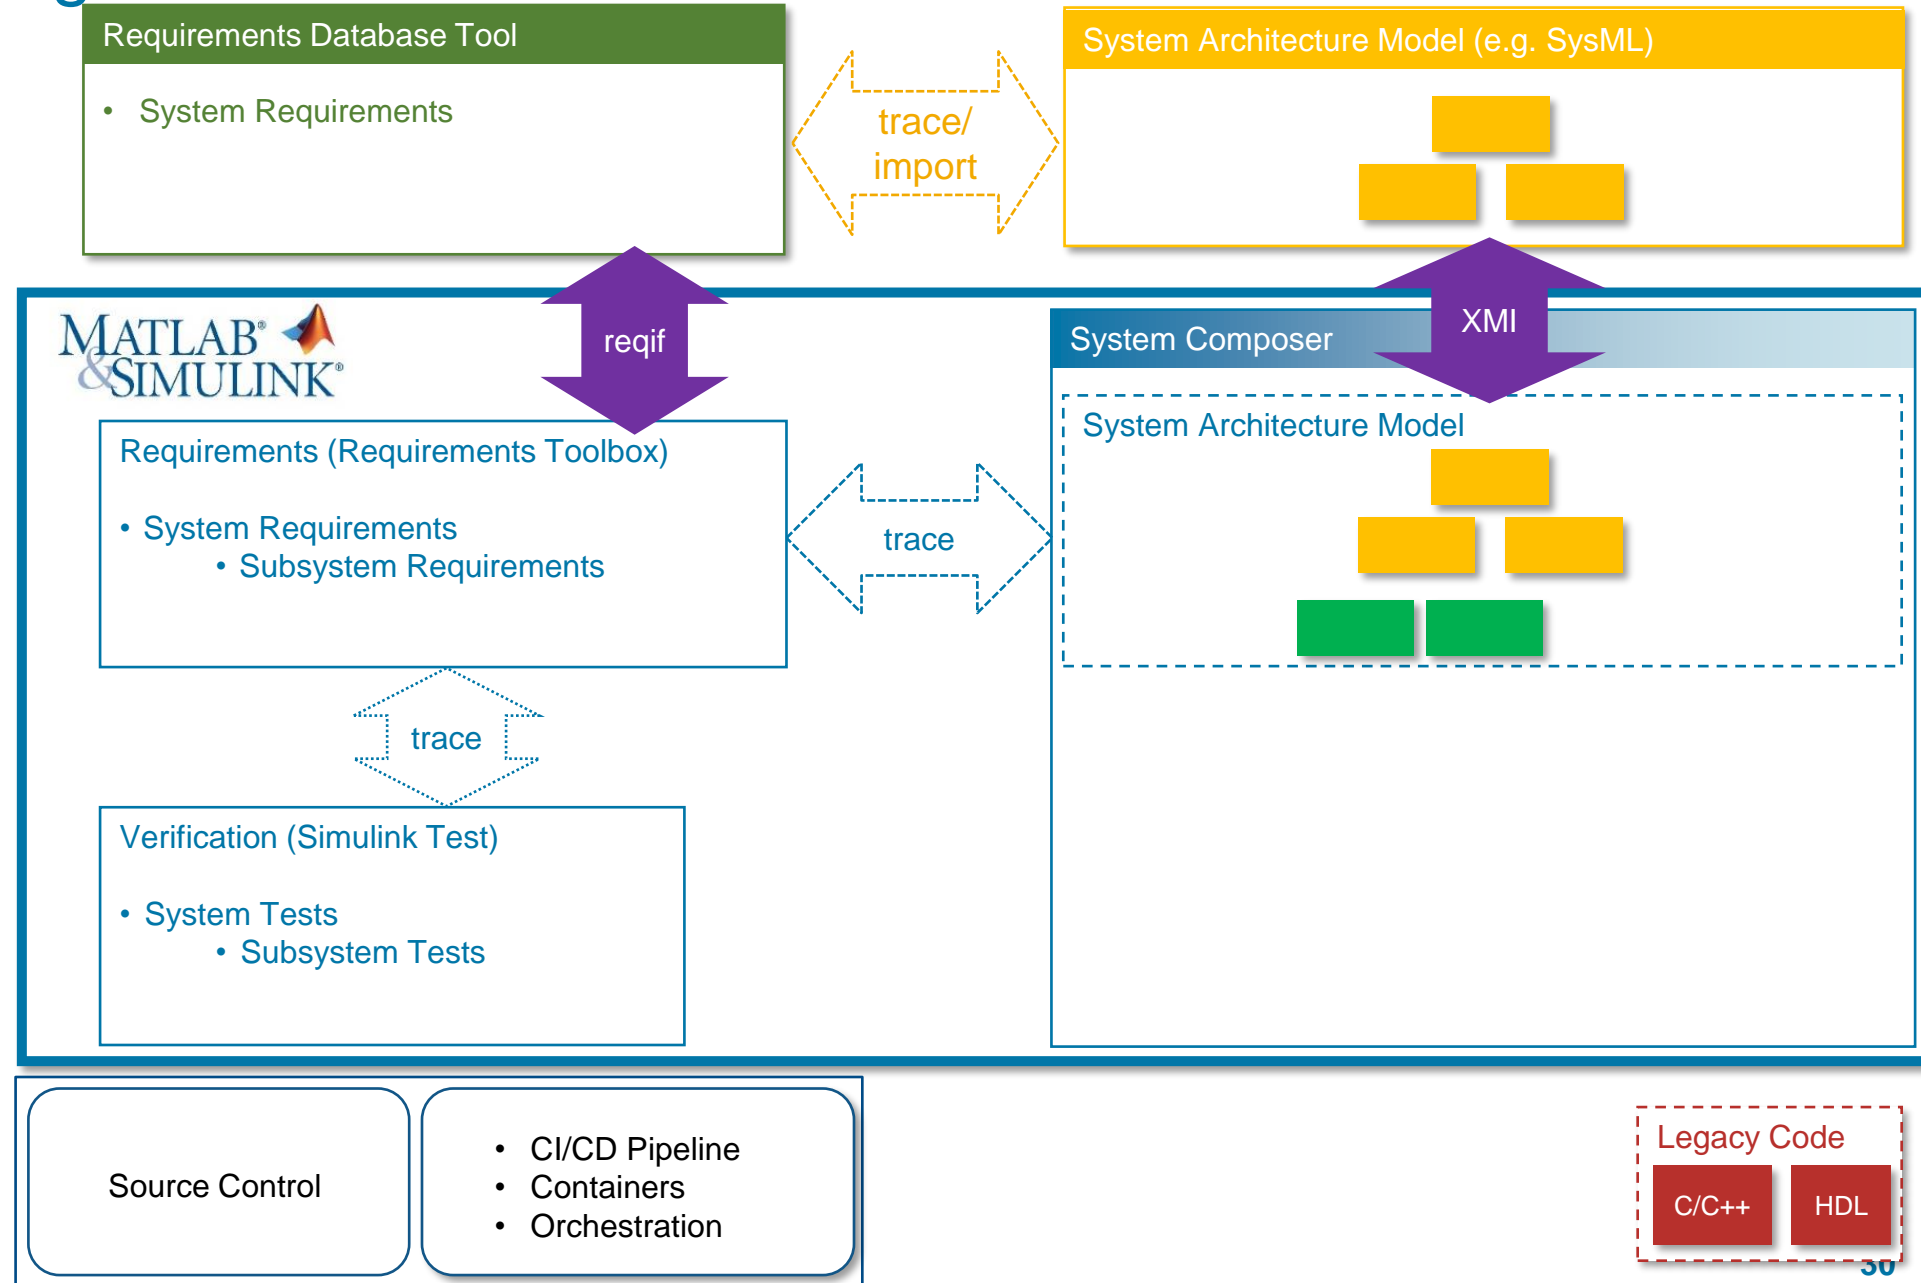 Requirements Database Tool
• System Requirements
trace/
import
System Architecture Model (e.g. SysML)
MATLAB®
&SIMULINK®
reqif
XMI
System Composer
System Architecture Model
Requirements (Requirements Toolbox)
• System Requirements
• Subsystem Requirements
trace
trace
Verification (Simulink Test)
• System Tests
• Subsystem Tests
Source Control
• CI/CD Pipeline
• Containers
• Orchestration
Legacy Code
C/C++
HDL
30